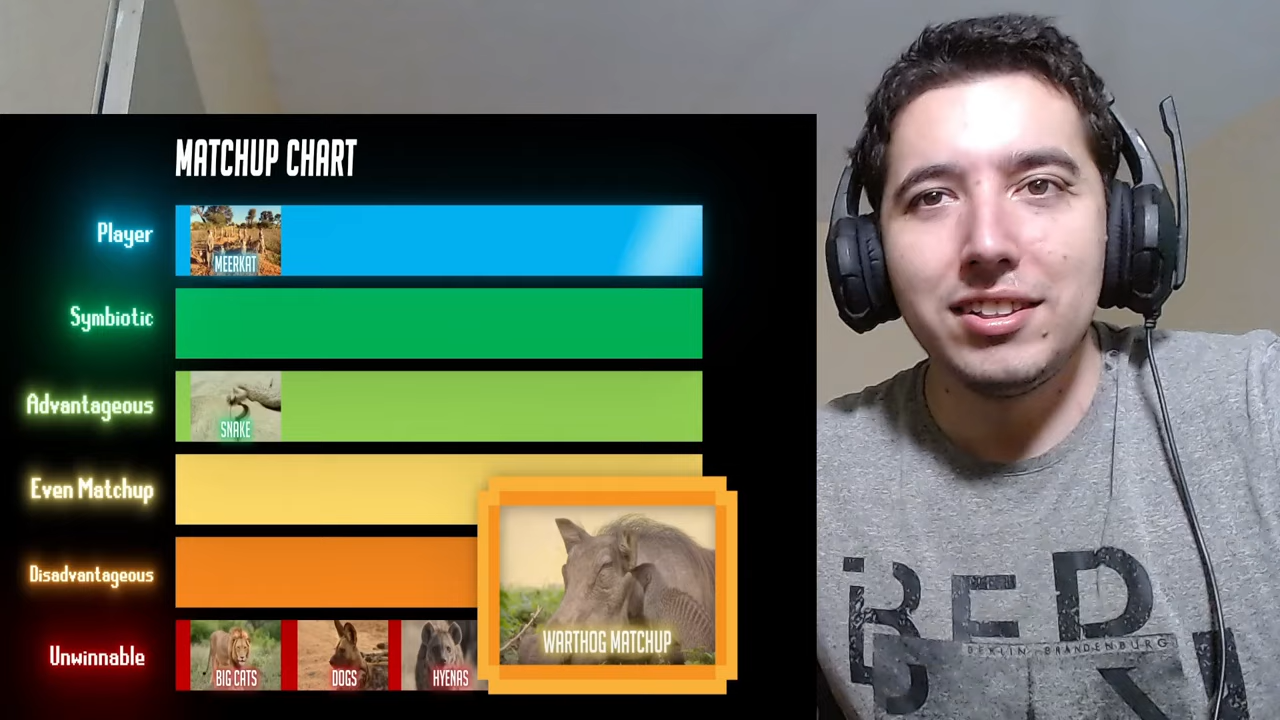 MATCHUP CHART
Player
MEERKAT
Symbiotic
Advantageous
SNAKE
Even Matchup
Disadvantageous
WARTHOG MATCHUP
Unwinnable
BIG CATS
DOGS
HYENAS
BERLIN-BRANDENBURG